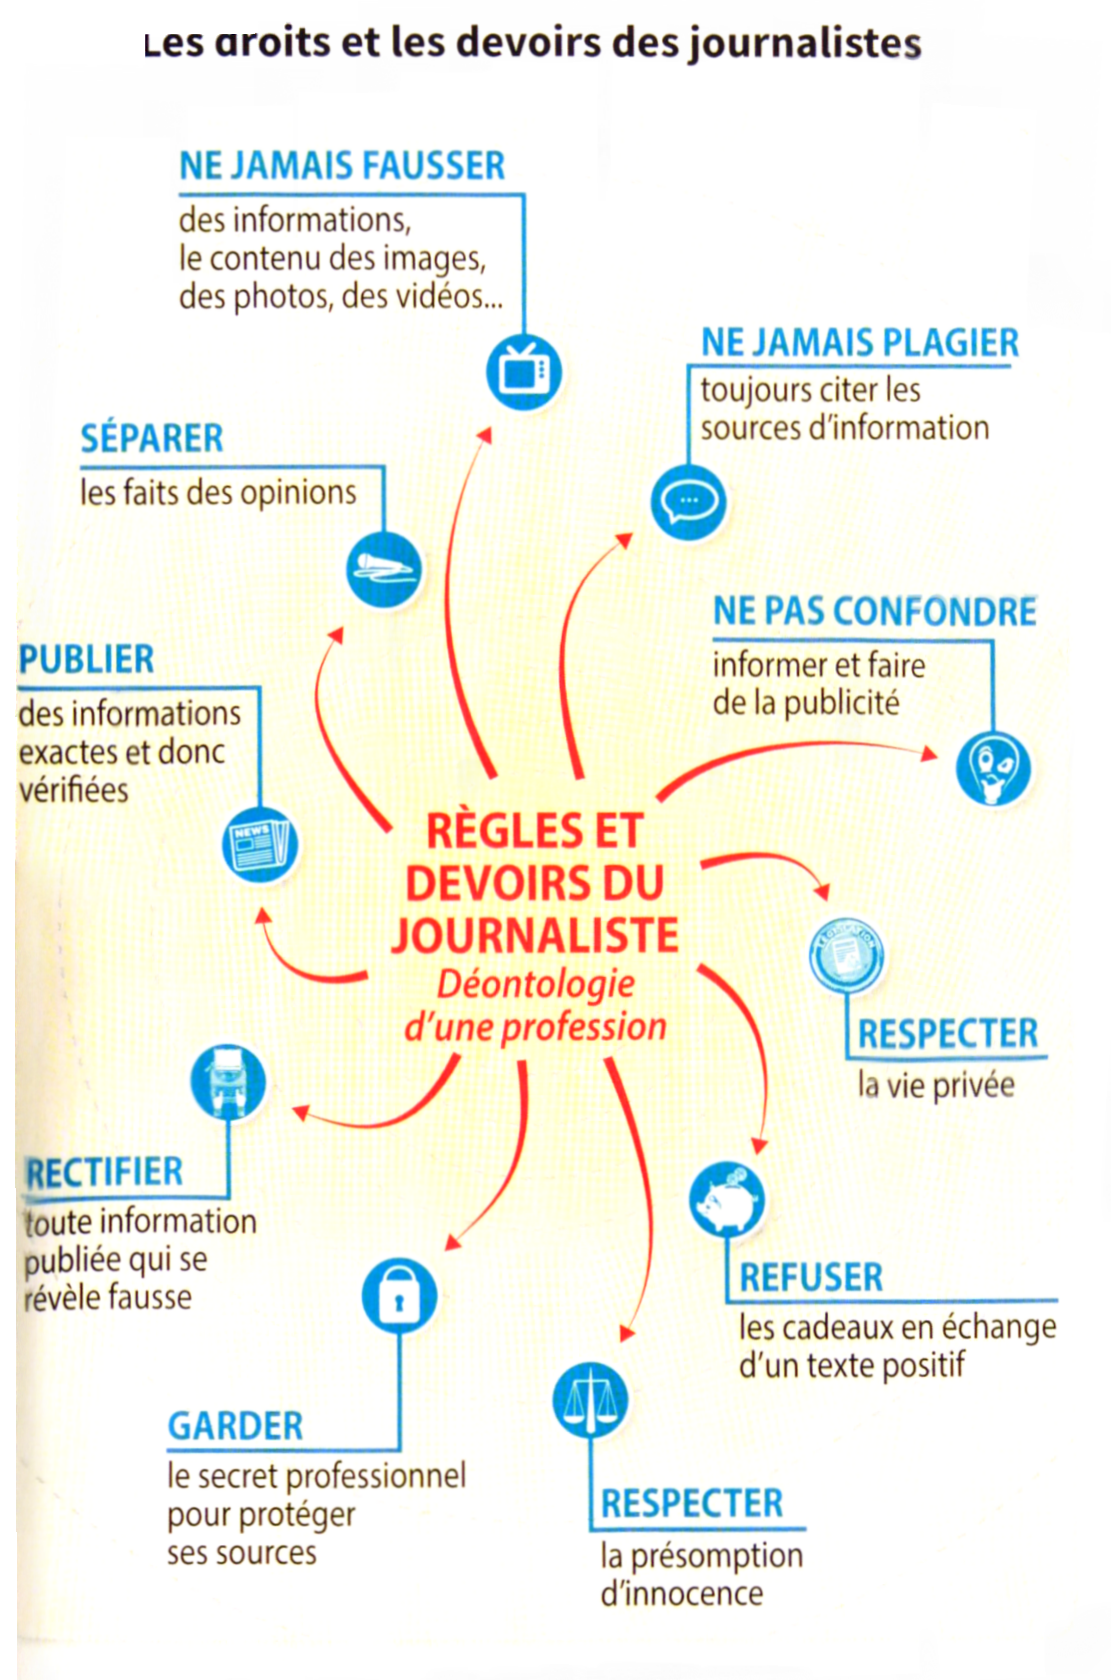 Les droits et les devoirs des journalistes
NE JAMAIS FAUSSER
des informations,
le contenu des images,
des photos, des vidéos...
NE JAMAIS PLAGIER
toujours citer les
sources d'information
SÉPARER
les faits des opinions
NE PAS CONFONDRE
informer et faire
de la publicité
PUBLIER
des informations
exactes et donc
vérifiées
NEWS
RÈGLES ET
DEVOIRS DU
JOURNALISTE
Déontologie
d'une profession
LÉGISLATION
RESPECTER
la vie privée
RECTIFIER
toute information
publiée qui se
révèle fausse
REFUSER
les cadeaux en échange
d'un texte positif
GARDER
le secret professionnel
pour protéger
ses sources
RESPECTER
la présomption
d'innocence